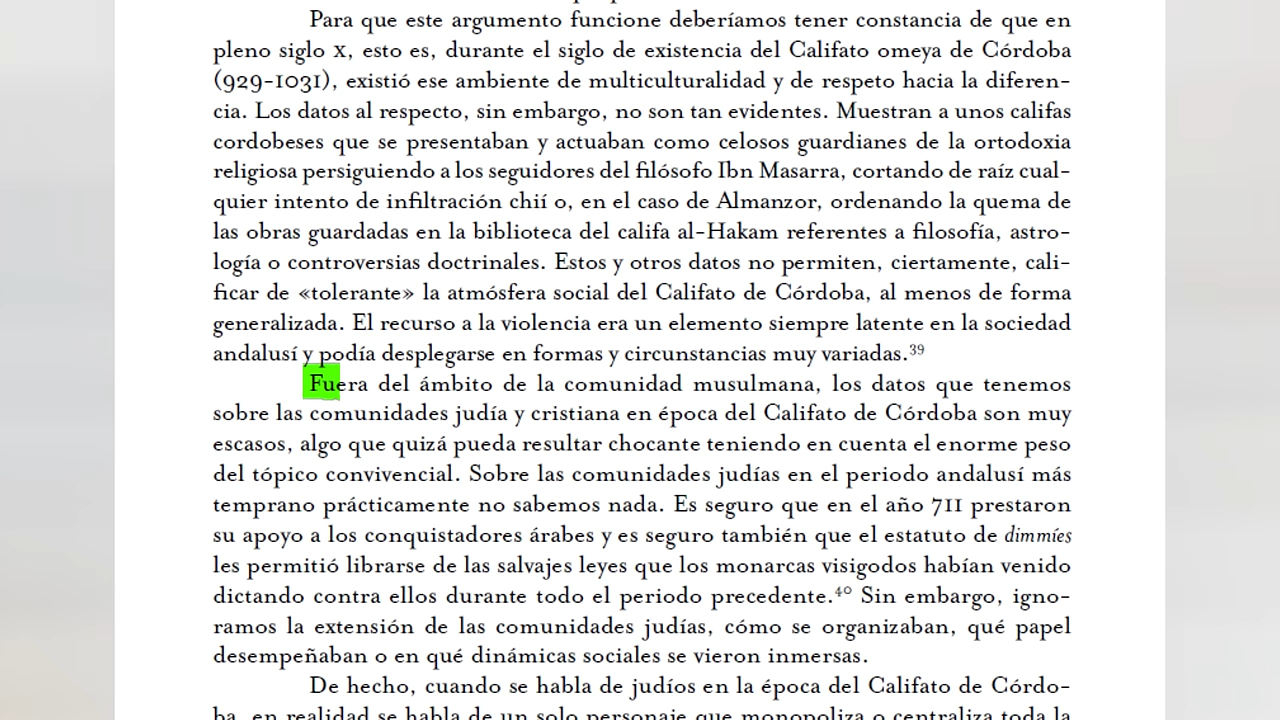 Para que este argumento funcione deberíamos tener constancia de que en
pleno siglo X, esto es, durante el siglo de existencia del Califato omeya de Córdoba
(929-1031), existió ese ambiente de multiculturalidad y de respeto hacia la diferen-
cia. Los datos al respecto, sin embargo, no son tan evidentes. Muestran a unos califas
cordobeses que se presentaban y actuaban como celosos guardianes de la ortodoxia
religiosa persiguiendo a los seguidores del filósofo Ibn Masarra, cortando de raíz cual-
quier intento de infiltración chií o, en el caso de Almanzor, ordenando la quema de
las obras guardadas en la biblioteca del califa al-Hakam referentes a filosofía, astro-
logía o controversias doctrinales. Estos y otros datos no permiten, ciertamente, cali-
ficar de «tolerante» la atmósfera social del Califato de Córdoba, al menos de forma
generalizada. El recurso a la violencia era un elemento siempre latente en la sociedad
andalusí y podía desplegarse en formas y circunstancias muy variadas.³⁹
Fuera del ámbito de la comunidad musulmana, los datos que tenemos
sobre las comunidades judía y cristiana en época del Califato de Córdoba son muy
escasos, algo que quizá pueda resultar chocante teniendo en cuenta el enorme peso
del tópico convivencial. Sobre las comunidades judías en el periodo andalusí más
temprano prácticamente no sabemos nada. Es seguro que en el año 711 prestaron
su apoyo a los conquistadores árabes y es seguro también que el estatuto de dimmíes
les permitió librarse de las salvajes leyes que los monarcas visigodos habían venido
dictando contra ellos durante todo el periodo precedente.⁴⁰ Sin embargo, igno-
ramos la extensión de las comunidades judías, cómo se organizaban, qué papel
desempeñaban o en qué dinámicas sociales se vieron inmersas.
De hecho, cuando se habla de judíos en la época del Califato de Córdo-
ba, en realidad se habla de un solo personaje que monopoliza o centraliza toda la